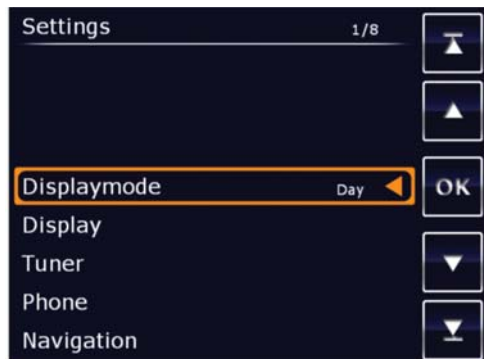 Settings 1/8
Displaymode Day
OK
Display
Tuner
Phone
Navigation